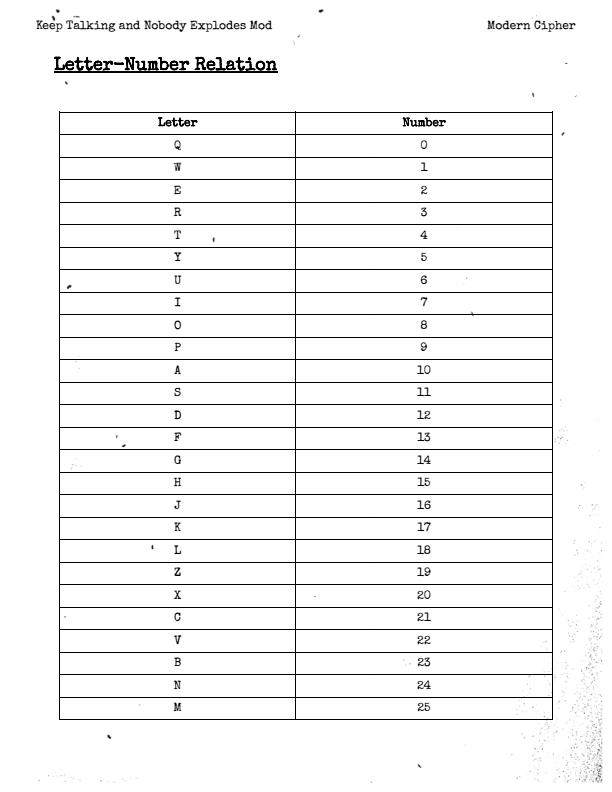 Keep Talking and Nobody Explodes Mod Modern Cipher
Letter-Number Relation
Letter Number
Q 0
W 1
E 2
R 3
T 4
Y 5
U 6
I 7
O 8
P 9
A 10
S 11
D 12
F 13
G 14
H 15
J 16
K 17
L 18
Z 19
X 20
C 21
V 22
B 23
N 24
M 25